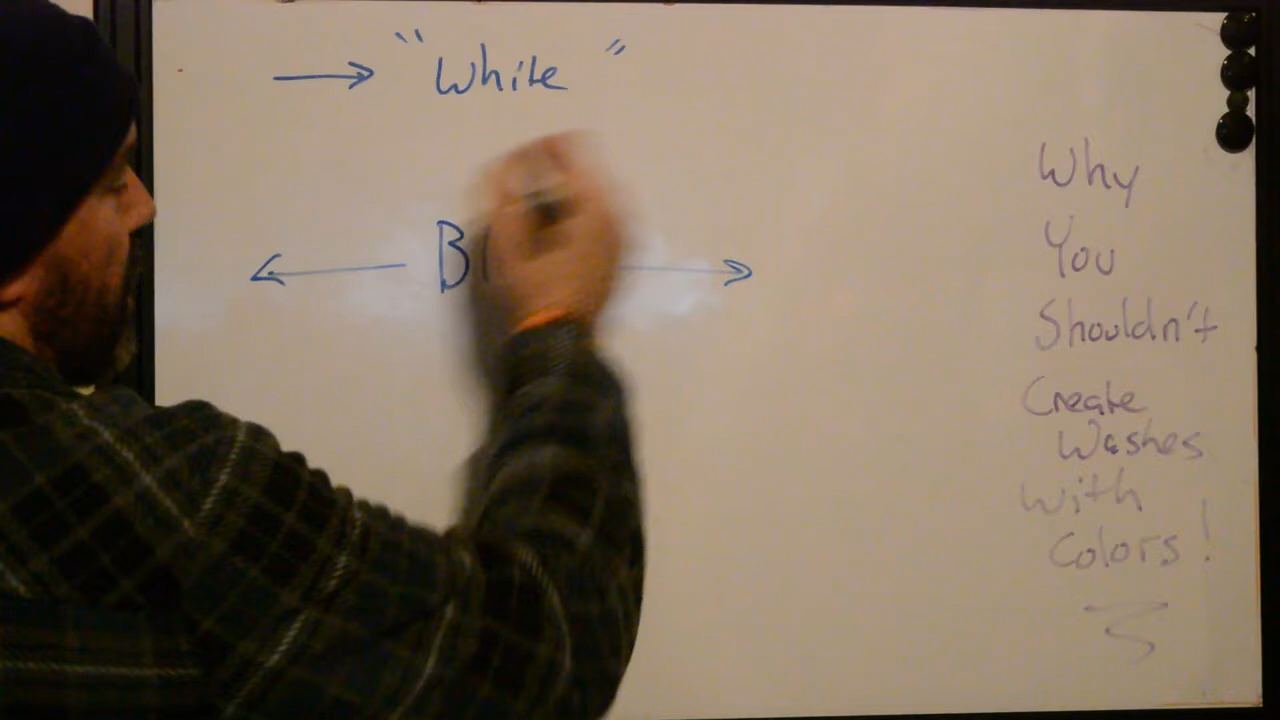 → "White"
← B →
Why
You
Shouldn't
Create
Washes
With
Colors!